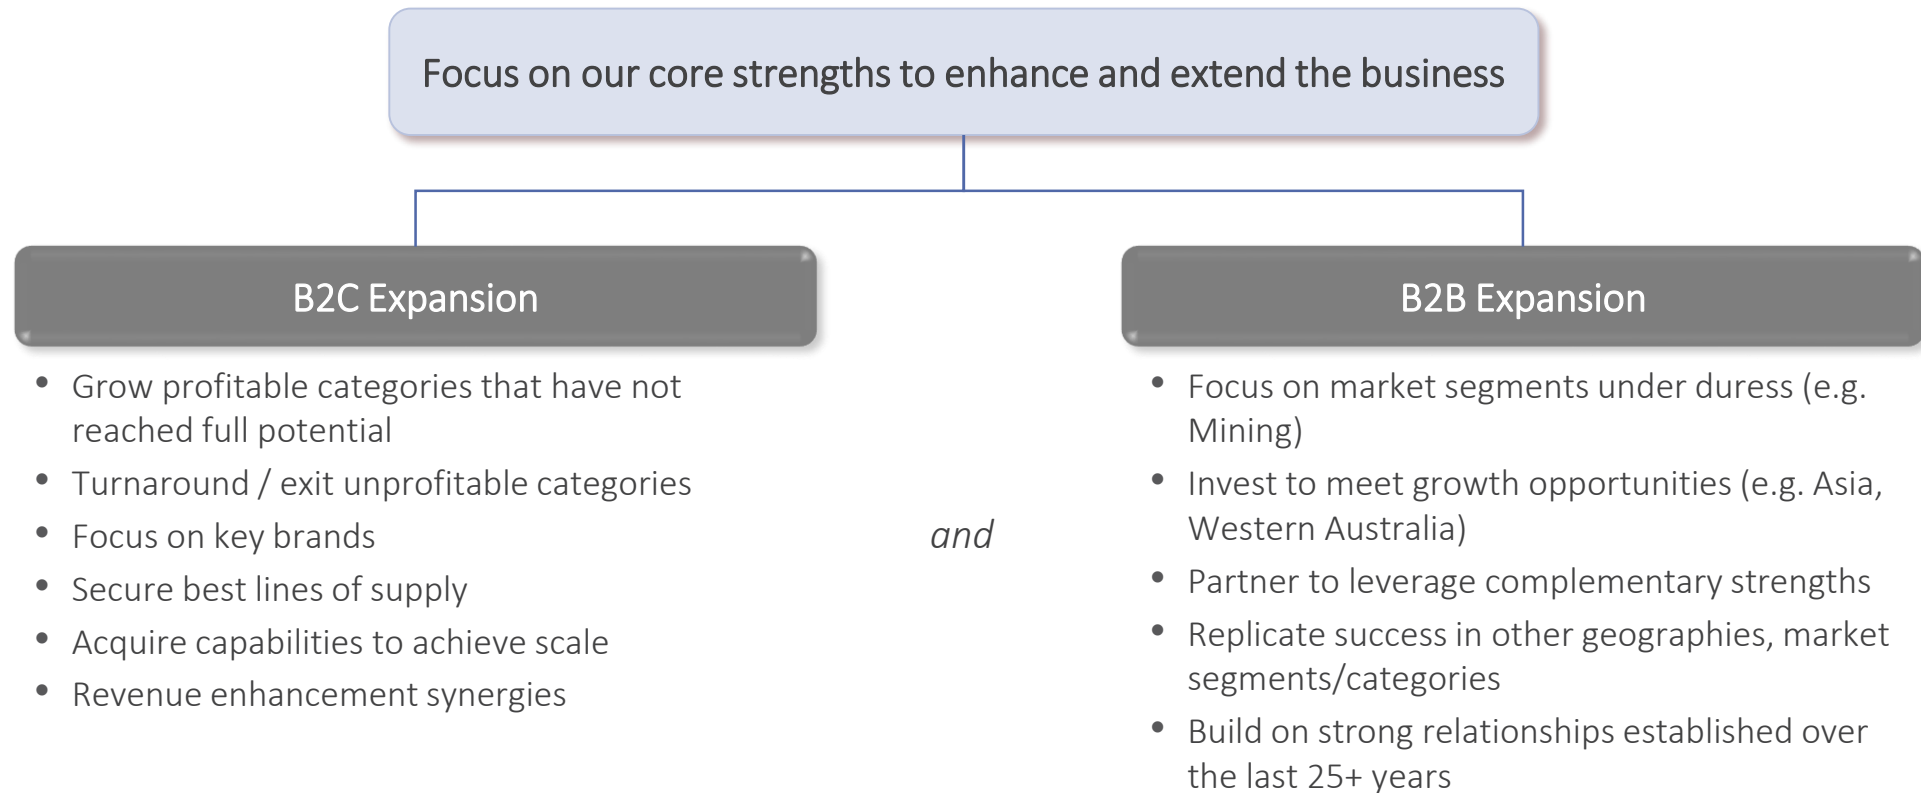 Focus on our core strengths to enhance and extend the business
B2C Expansion
• Grow profitable categories that have not
reached full potential
• Turnaround / exit unprofitable categories
• Focus on key brands
• Secure best lines of supply
• Acquire capabilities to achieve scale
• Revenue enhancement synergies
and
B2B Expansion
• Focus on market segments under duress (e.g.
Mining)
• Invest to meet growth opportunities (e.g. Asia,
Western Australia)
• Partner to leverage complementary strengths
• Replicate success in other geographies, market
segments/categories
• Build on strong relationships established over
the last 25+ years